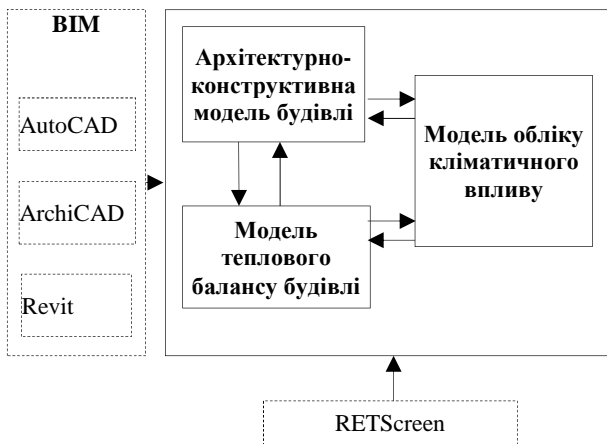 BIM
AutoCAD
ArchiCAD
Revit
Архітектурно-
конструктивна
модель будівлі
Модель обліку
кліматичного
впливу
Модель
теплового
балансу будівлі
RETScreen